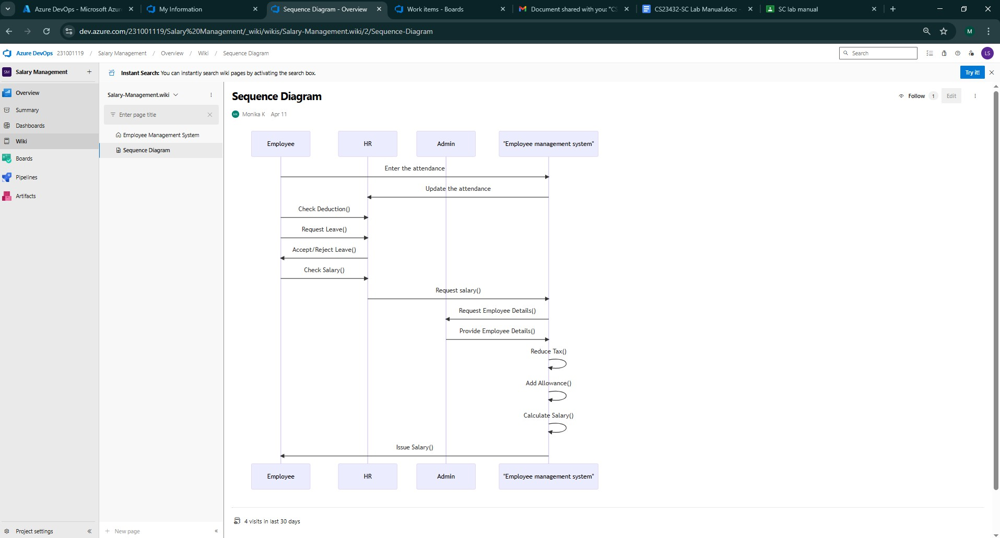 Azure DevOps - Microsoft Azur
My Information
Sequence Diagram - Overview
Work items - Boards
Document shared with you: "CS
CS23432-SC Lab Manual.docx -
SC lab manual
dev.azure.com/231001119/Salary%20Management/_wiki/wikis/Salary-Management.wiki/2/Sequence-Diagram
M
Azure DevOps 231001119 / Salary Management / Overview / Wiki / Sequence Diagram
Search
LS
SM Salary Management +
Instant Search: You can instantly search wiki pages by activating the search box.
Try it!
Overview
Summary
Dashboards
Wiki
Boards
Pipelines
Artifacts
Project settings
Salary-Management.wiki
Enter page title
Employee Management System
Sequence Diagram
+ New page
Sequence Diagram
Follow 1 Edit
MK Monika K Apr 11
Employee HR Admin "Employee management system"
Enter the attendance
Update the attendance
Check Deduction()
Request Leave()
Accept/Reject Leave()
Check Salary()
Request salary()
Request Employee Details()
Provide Employee Details()
Reduce Tax()
Add Allowance()
Calculate Salary()
Issue Salary()
Employee HR Admin "Employee management system"
4 visits in last 30 days